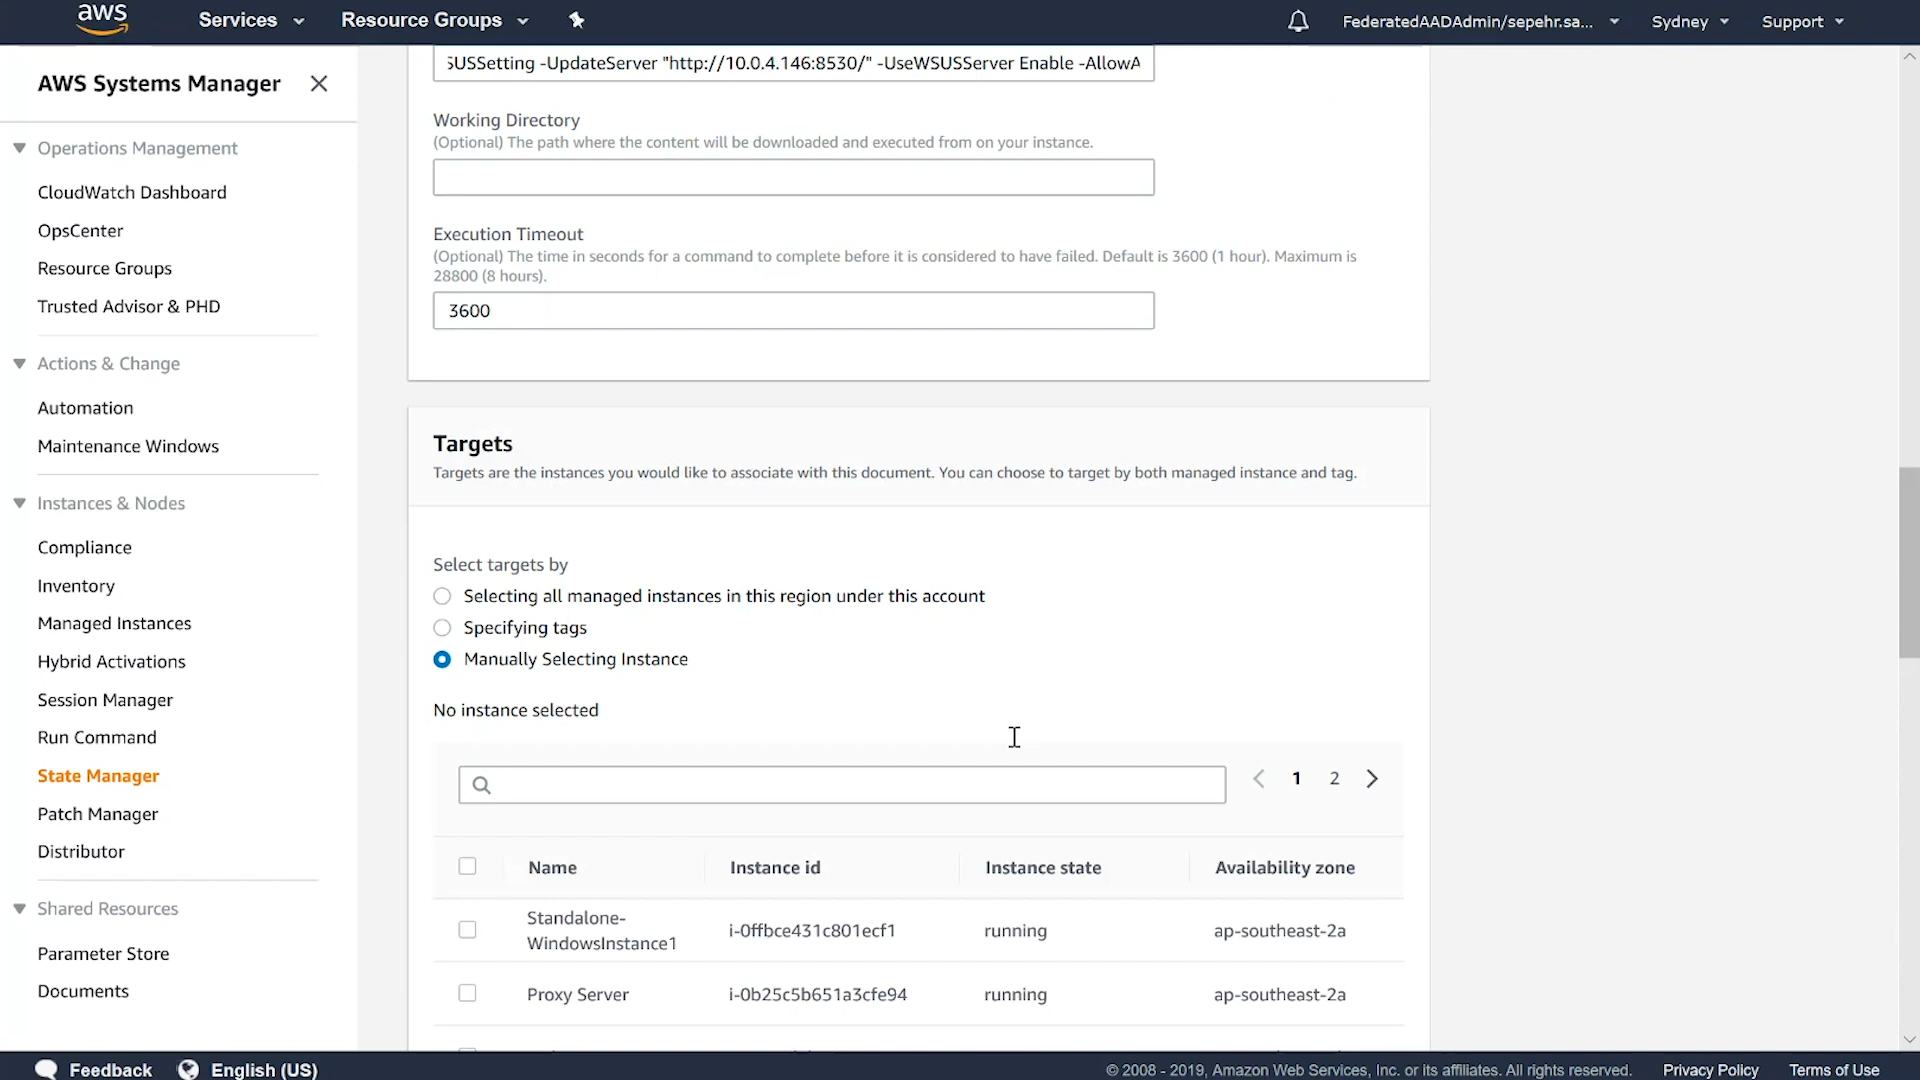 aws
Services
Resource Groups
FederatedAADAdmin/sepehr.sa...
Sydney
Support
AWS Systems Manager
Operations Management
CloudWatch Dashboard
OpsCenter
Resource Groups
Trusted Advisor & PHD
Actions & Change
Automation
Maintenance Windows
Instances & Nodes
Compliance
Inventory
Managed Instances
Hybrid Activations
Session Manager
Run Command
State Manager
Patch Manager
Distributor
Shared Resources
Parameter Store
Documents
SUSSetting -UpdateServer "http://10.0.4.146:8530/" -UseWSUSServer Enable -AllowA
Working Directory
(Optional) The path where the content will be downloaded and executed from on your instance.
Execution Timeout
(Optional) The time in seconds for a command to complete before it is considered to have failed. Default is 3600 (1 hour). Maximum is
28800 (8 hours).
3600
Targets
Targets are the instances you would like to associate with this document. You can choose to target by both managed instance and tag.
Select targets by
Selecting all managed instances in this region under this account
Specifying tags
Manually Selecting Instance
No instance selected
1 2
Name Instance id Instance state Availability zone
Standalone-
WindowsInstance1 i-0ffbce431c801ecf1 running ap-southeast-2a
Proxy Server i-0b25c5b651a3cfe94 running ap-southeast-2a
Feedback English (US) © 2008 - 2019, Amazon Web Services, Inc. or its affiliates. All rights reserved. Privacy Policy Terms of Use